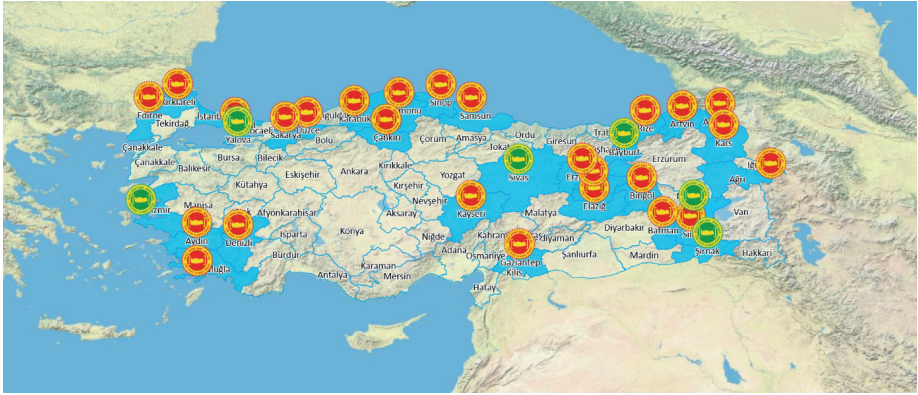 Kırklareli
Edirne
Tekirdağ
Yalova
Sakarya
Düzce
Bolu
Karabük
Çankırı
Sinop
Samsun
Çorum
Amasya
Ordu
Giresun
Rize
Artvin
Kars
Bayburt
Erzurum
Ağrı
Çanakkale
Çanakkale
Balıkesir
Bursa
Bilecik
Eskişehir
Ankara
Kırıkkale
Yozgat
Sivas
Bingöl
Elazığ
Van
Kütahya
Kırşehir
Nevşehir
Kayseri
Malatya
İzmir
Manisa
Afyonkarahisar
Aksaray
Aydın
Denizli
Isparta
Konya
Niğde
Diyarbakır
Batman
Şırnak
Hakkari
Muğla
Burdur
Adana
Osmaniye
Gaziantep
Kilis
Şanlıurfa
Mardin
Antalya
Karaman
Mersin
Hatay